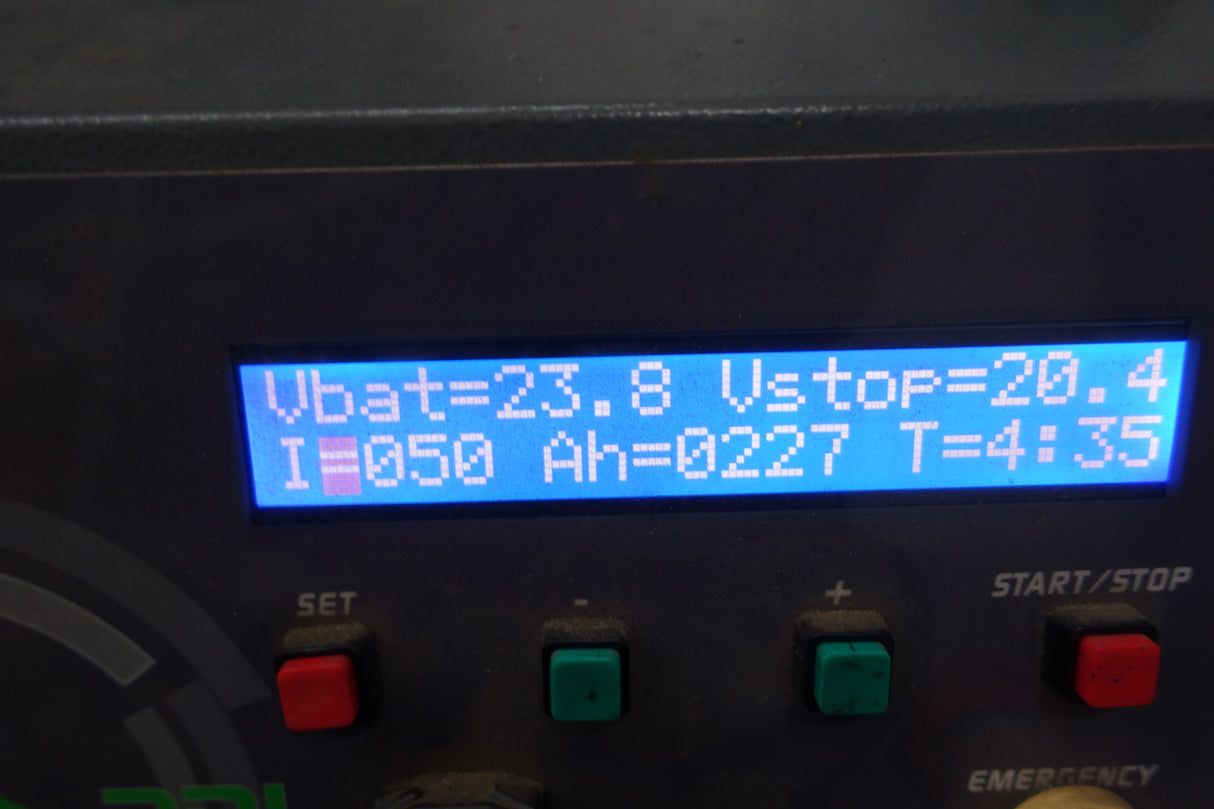 Vbat=23.8 Vstop=20.4
I=050 Ah=0227 T=4:35
SET - + START/STOP
EMERGENCY